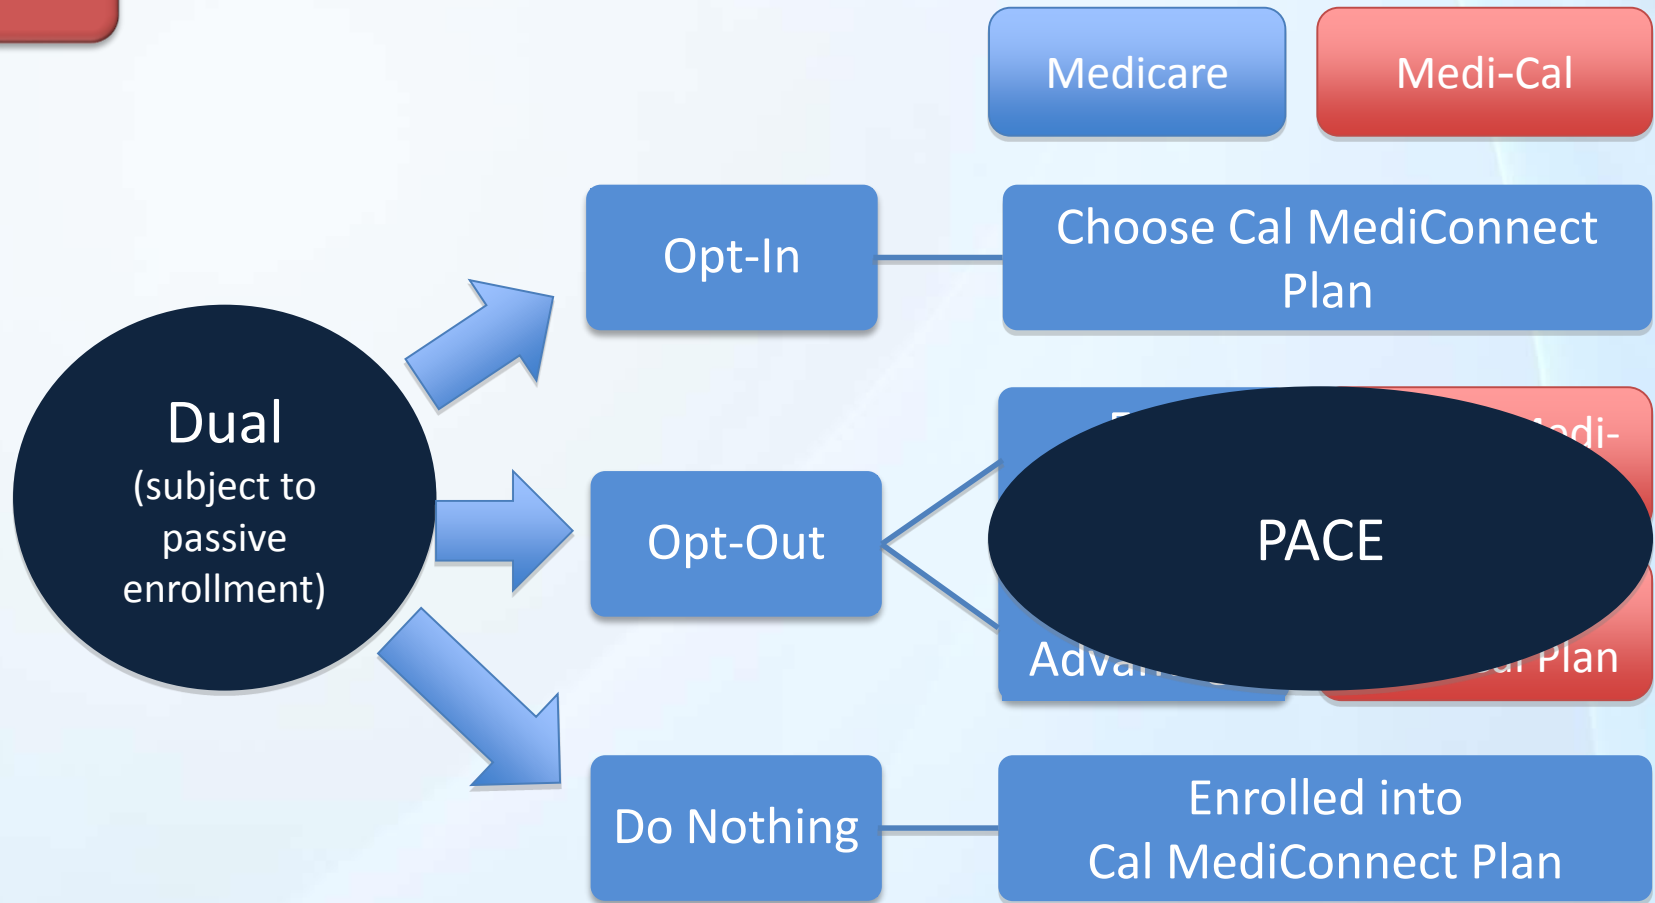 Medicare
Medi-Cal
Opt-In
Choose Cal MediConnect
Plan
Dual
(subject to
passive
enrollment)
Opt-Out
PACE
Plan
Do Nothing
Enrolled into
Cal MediConnect Plan